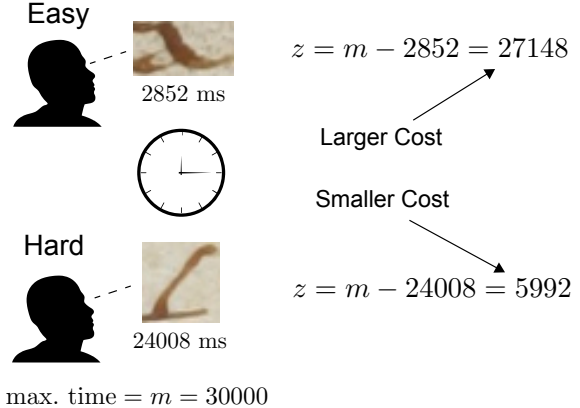 Easy
2852 ms
z = m − 2852 = 27148
Larger Cost
Smaller Cost
Hard
24008 ms
z = m − 24008 = 5992
max. time = m = 30000